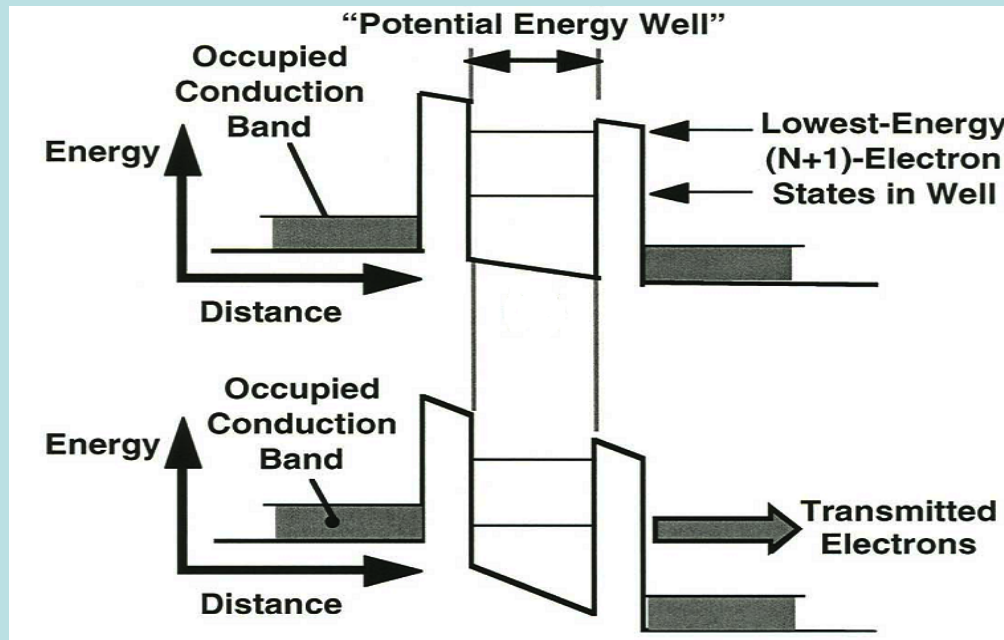 “Potential Energy Well”
Occupied
Conduction
Band
Energy
Distance
Lowest-Energy
(N+1)-Electron
States in Well
Occupied
Conduction
Band
Energy
Distance
Transmitted
Electrons